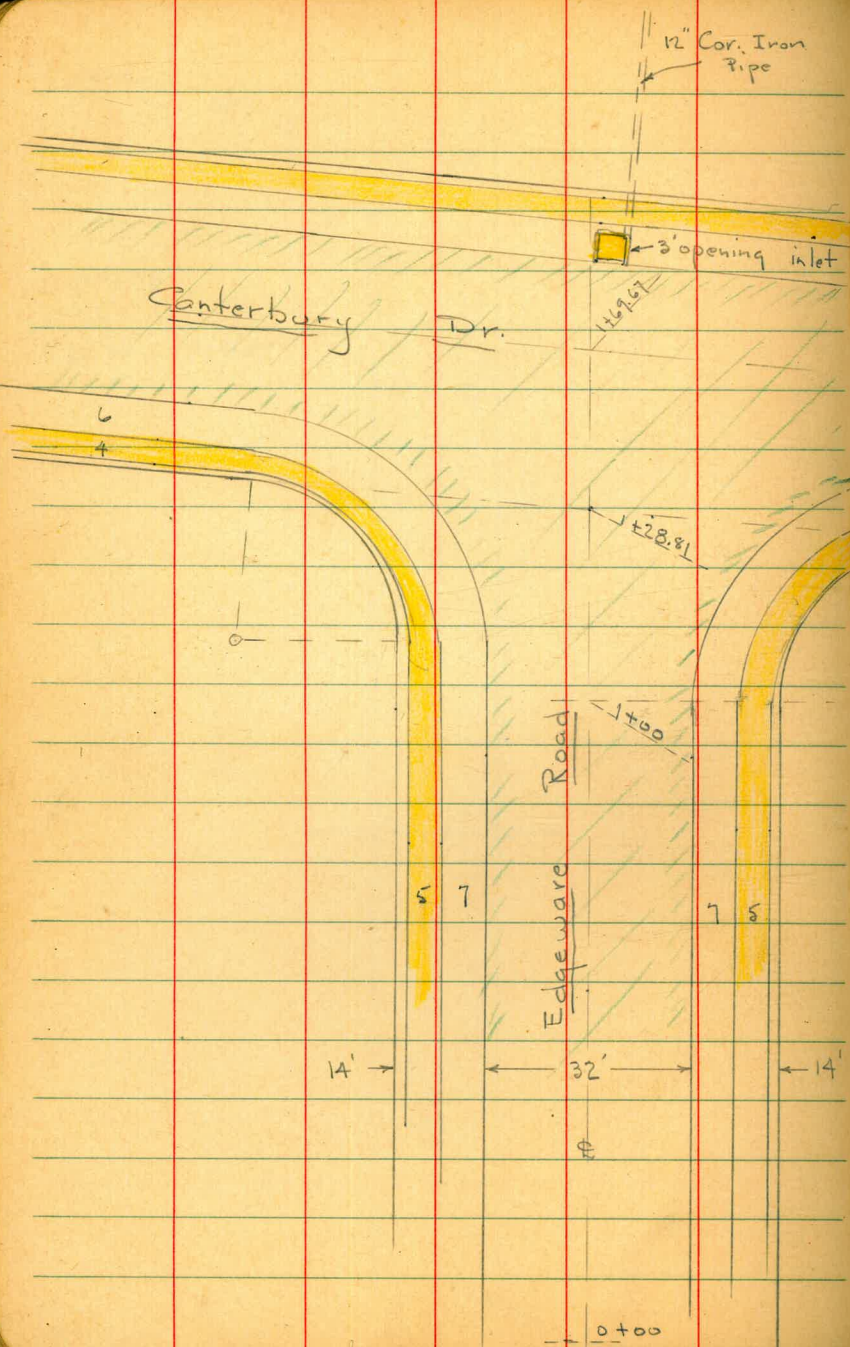 12" Cor. Iron
Pipe
3' opening inlet
1+69.67
Canterbury Dr.
6
4
1+28.81
1+00
Edgeware Road
5 7
7 5
14'
32'
14'
℄
0+00